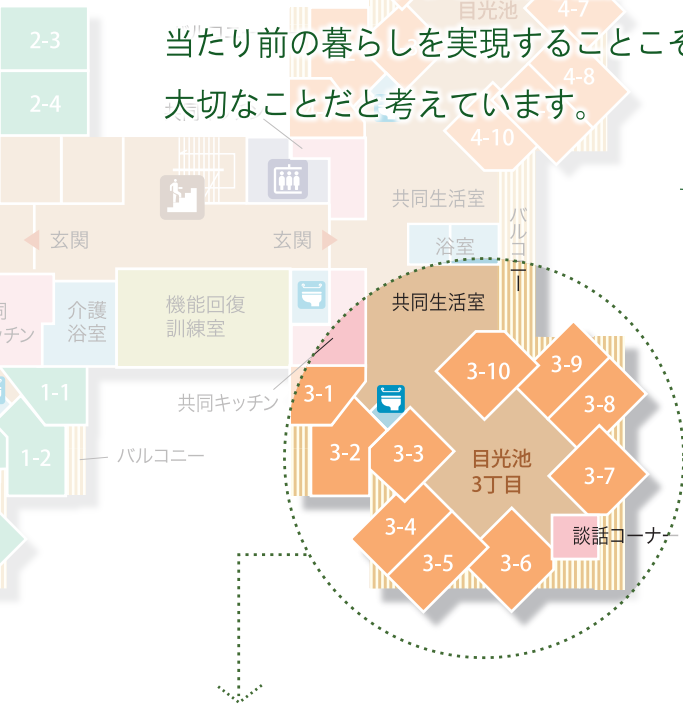 目光池
4-7
2-3
当たり前の暮らしを実現することこそ
4-8
2-4
大切なことだと考えています。
4-10
共同生活室
バルコニー
玄関
玄関
浴室
共同生活室
機能回復
訓練室
介護
浴室
キッチン
3-9
3-10
1-1
3-1
共同キッチン
3-8
3-2
3-3
1-2
バルコニー
目光池
3丁目
3-7
3-4
談話コーナー
3-5
3-6